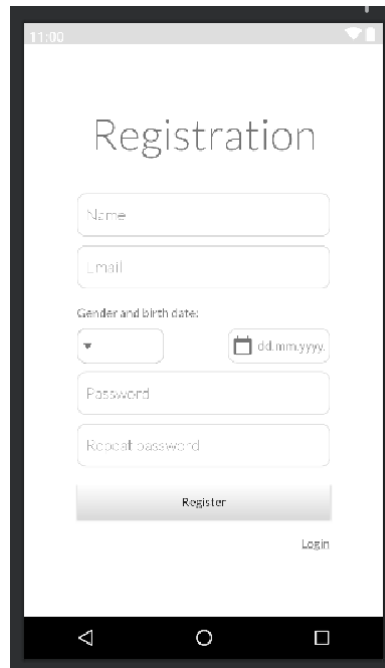 11:00
Registration
Name
Email
Gender and birth date:
dd.mm.yyyy.
Password
Repeat password
Register
Login